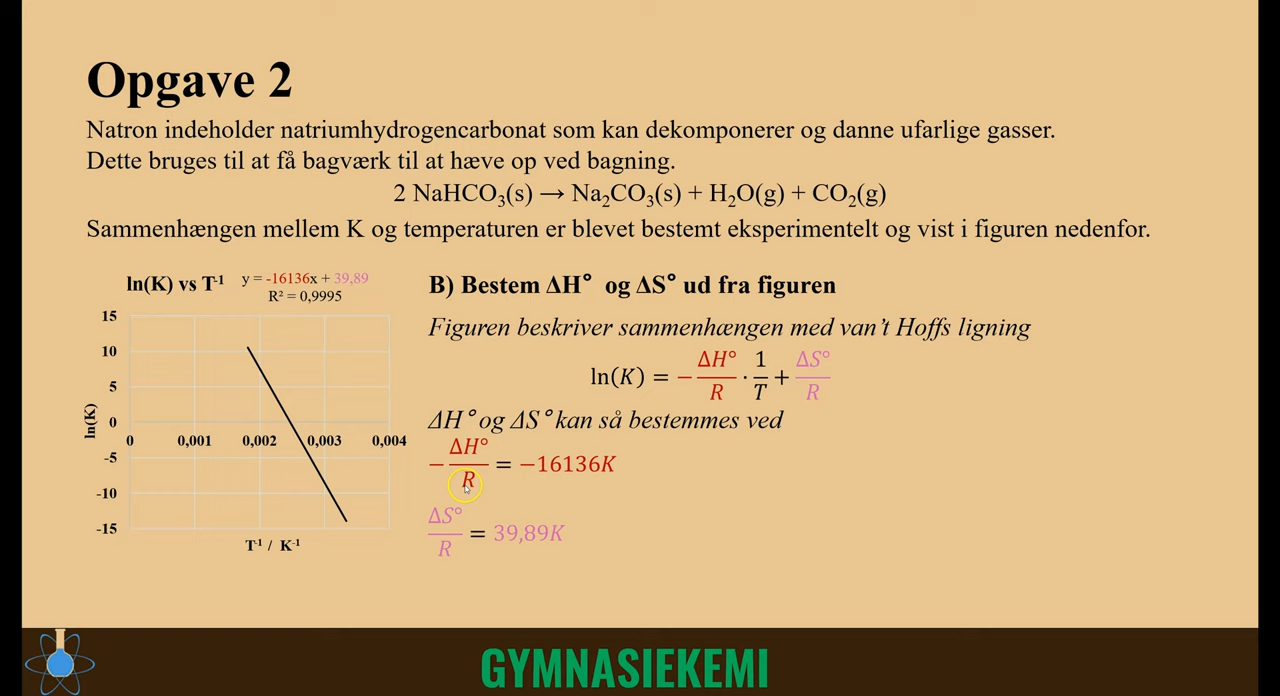 Opgave 2
Natron indeholder natriumhydrogencarbonat som kan dekomponerer og danne ufarlige gasser.
Dette bruges til at få bagværk til at hæve op ved bagning.
2 NaHCO₃(s) → Na₂CO₃(s) + H₂O(g) + CO₂(g)
Sammenhængen mellem K og temperaturen er blevet bestemt eksperimentelt og vist i figuren nedenfor.
ln(K) vs T⁻¹
y = -16136x + 39,89
R² = 0,9995
15
10
5
0
-5
-10
-15
0 0,001 0,002 0,003 0,004
ln(K)
T⁻¹ / K⁻¹
B) Bestem ΔH° og ΔS° ud fra figuren
Figuren beskriver sammenhængen med van't Hoffs ligning
ln(K) = −ΔH°/R · 1/T + ΔS°/R
ΔH° og ΔS° kan så bestemmes ved
−ΔH°/R = −16136K
ΔS°/R = 39,89K
GYMNASIEKEMI